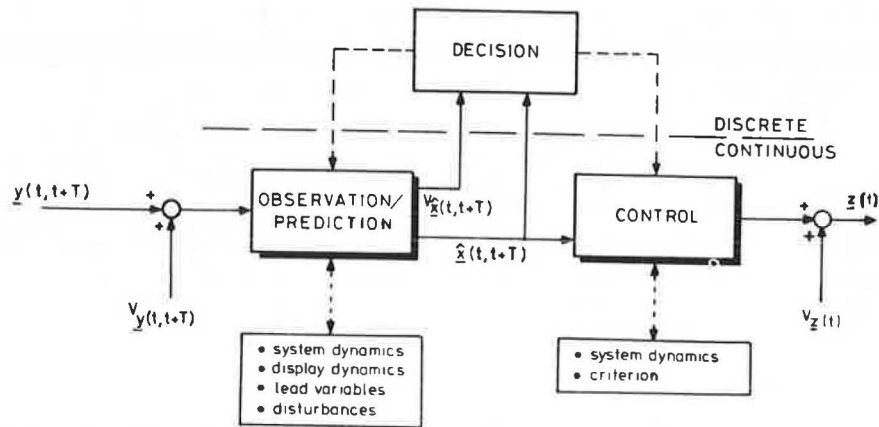 DECISION
DISCRETE
CONTINUOUS
y(t,t+T)
+
+
OBSERVATION/
PREDICTION
V_x̂(t,t+T)
x̂(t,t+T)
CONTROL
+
+
z(t)
V_y(t,t+T)
V_z(t)
• system dynamics
• display dynamics
• lead variables
• disturbances
• system dynamics
• criterion